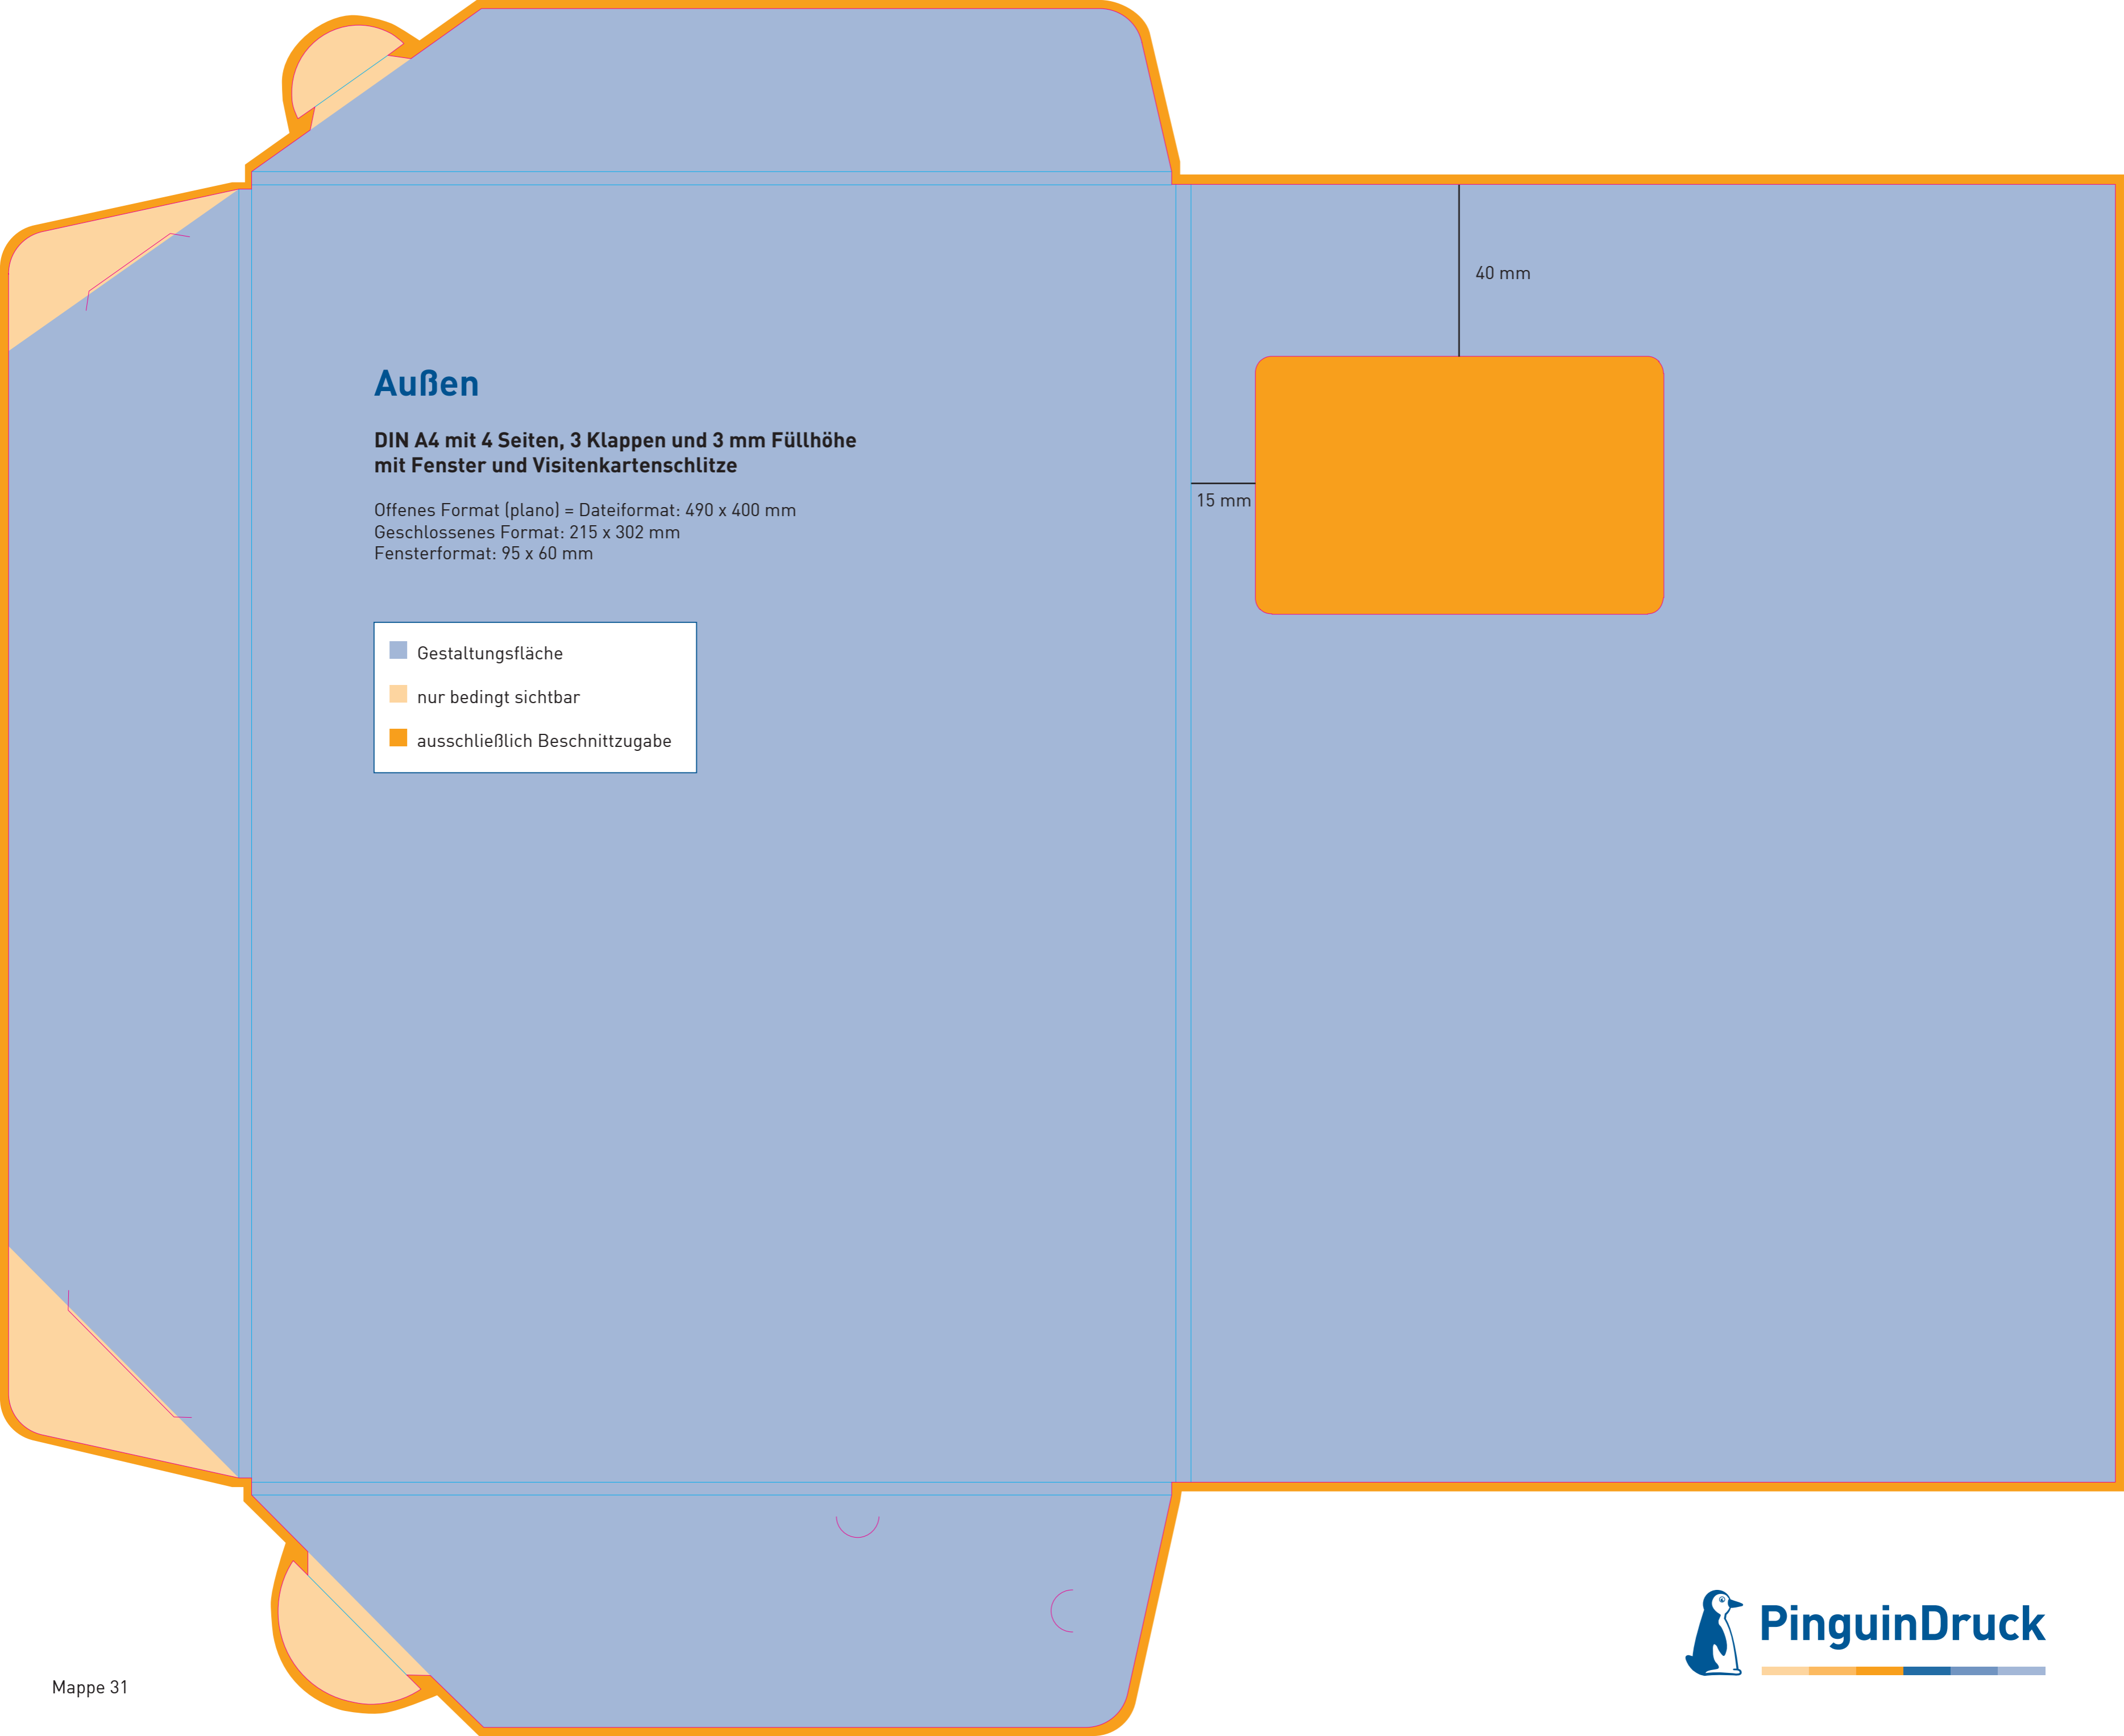 40 mm
Außen
DIN A4 mit 4 Seiten, 3 Klappen und 3 mm Füllhöhe
mit Fenster und Visitenkartenschlitze
15 mm
Offenes Format (plano) = Dateiformat: 490 x 400 mm
Geschlossenes Format: 215 x 302 mm
Fensterformat: 95 x 60 mm
Gestaltungsfläche
nur bedingt sichtbar
ausschließlich Beschnittzugabe
PinguinDruck
Mappe 31